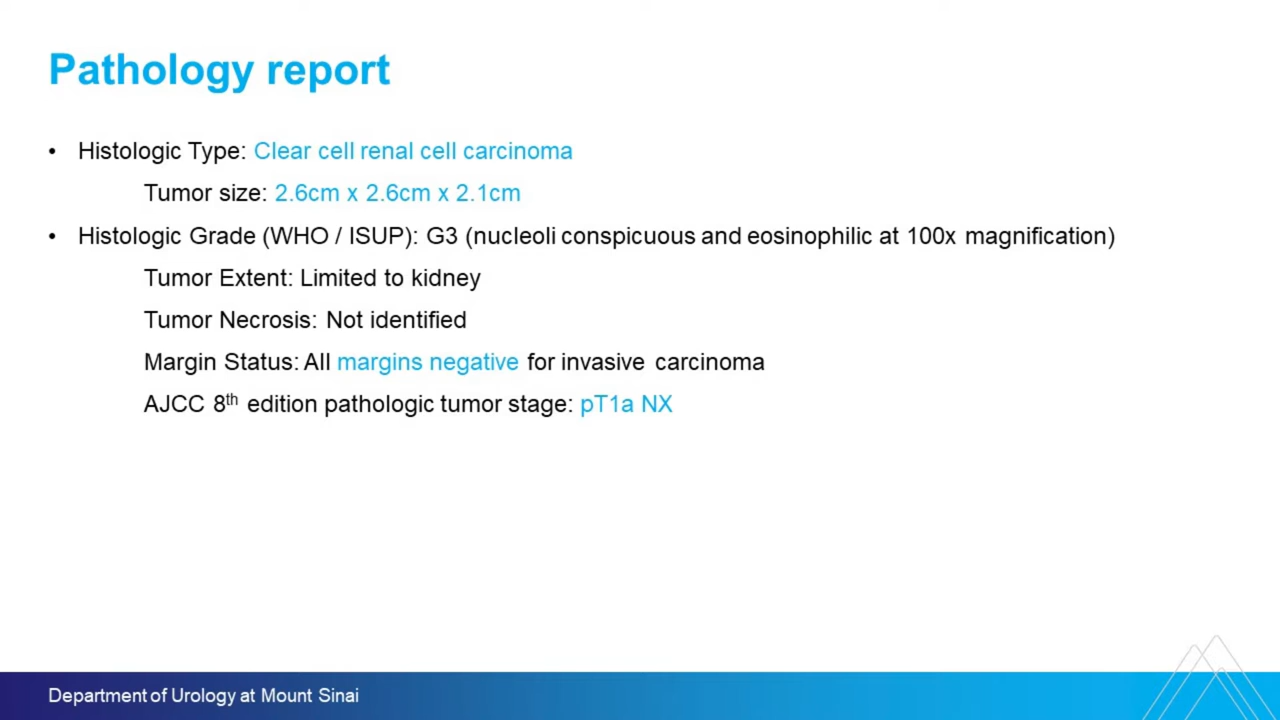 Pathology report
• Histologic Type: Clear cell renal cell carcinoma
Tumor size: 2.6cm x 2.6cm x 2.1cm
• Histologic Grade (WHO / ISUP): G3 (nucleoli conspicuous and eosinophilic at 100x magnification)
Tumor Extent: Limited to kidney
Tumor Necrosis: Not identified
Margin Status: All margins negative for invasive carcinoma
AJCC 8th edition pathologic tumor stage: pT1a NX
Department of Urology at Mount Sinai